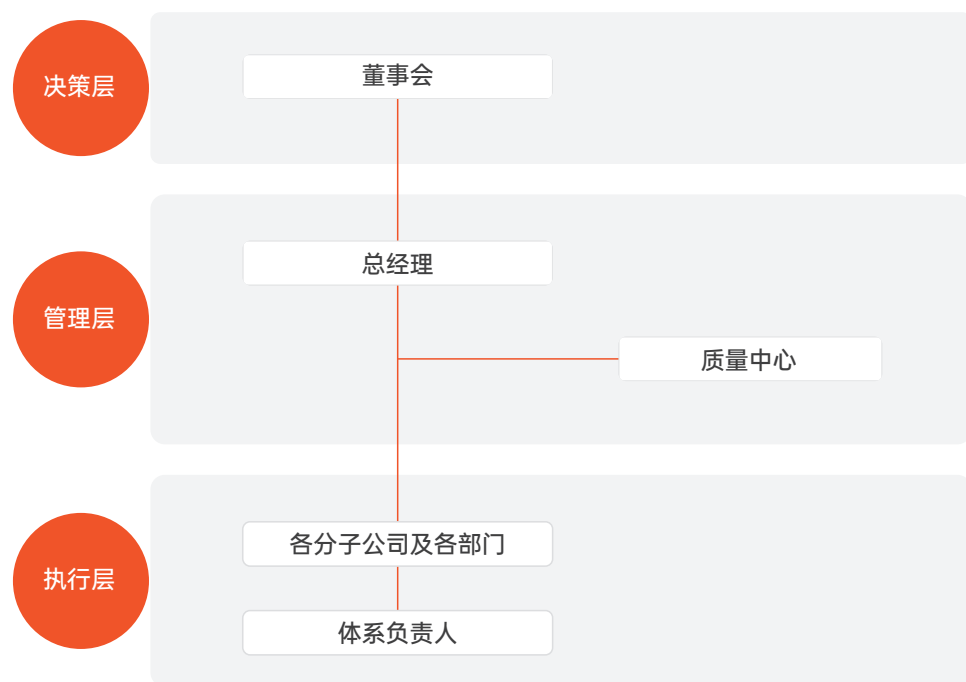 决策层
董事会
管理层
总经理
质量中心
执行层
各分子公司及各部门
体系负责人